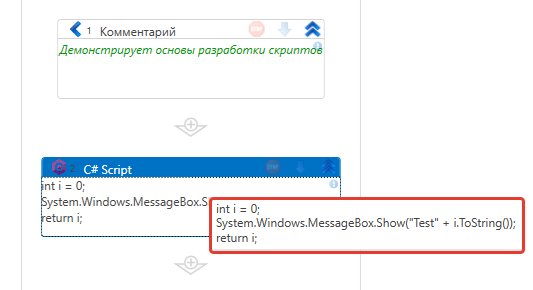 1 Комментарий
Демонстрирует основы разработки скриптов
2 C# Script
int i = 0;
System.Windows.MessageBox.S
return i;
int i = 0;
System.Windows.MessageBox.Show("Test" + i.ToString());
return i;